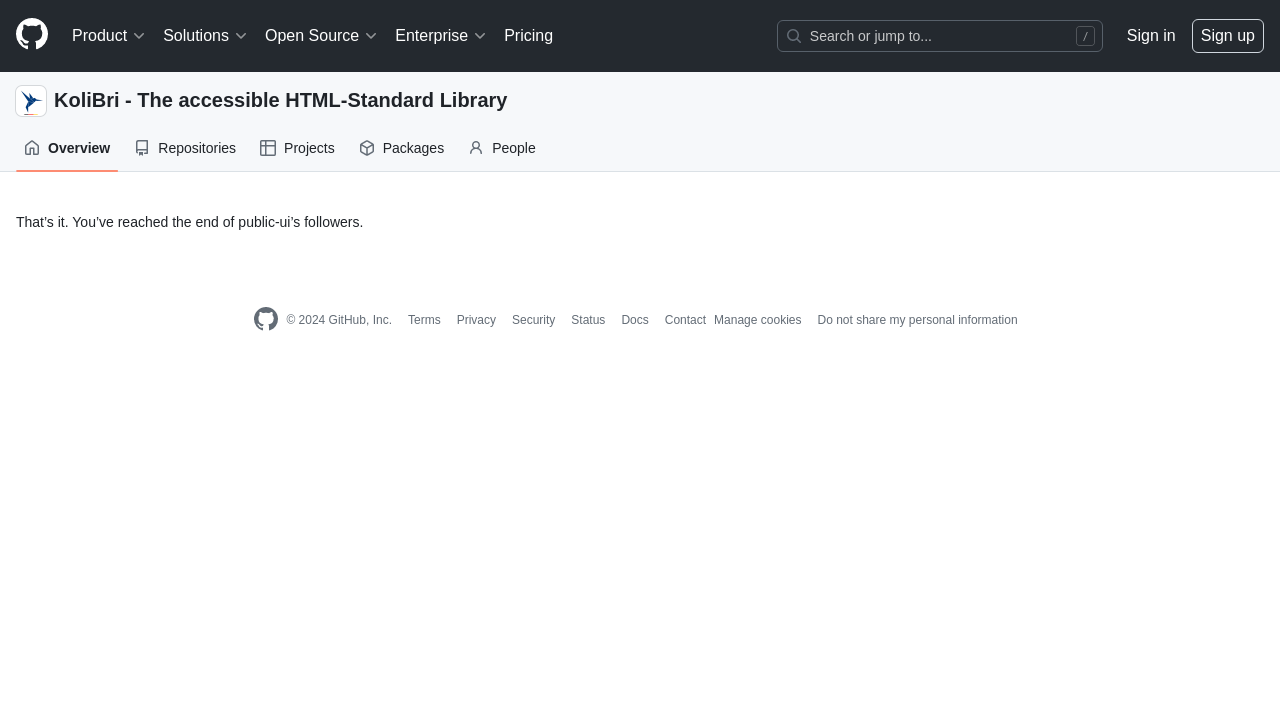 Product Solutions Open Source Enterprise Pricing Search or jump to... / Sign in Sign up
KoliBri - The accessible HTML-Standard Library
Overview Repositories Projects Packages People
That’s it. You’ve reached the end of public-ui’s followers.
© 2024 GitHub, Inc. Terms Privacy Security Status Docs Contact Manage cookies Do not share my personal information